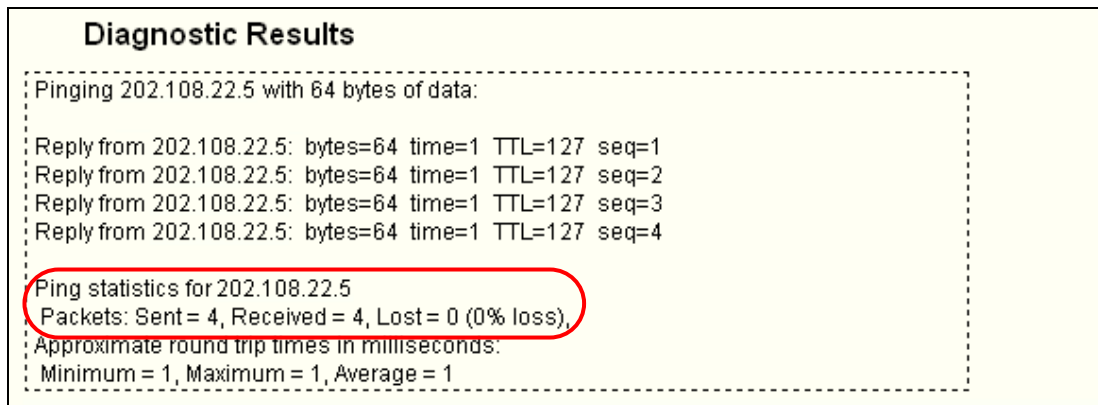 Diagnostic Results
Pinging 202.108.22.5 with 64 bytes of data:
Reply from 202.108.22.5: bytes=64 time=1 TTL=127 seq=1
Reply from 202.108.22.5: bytes=64 time=1 TTL=127 seq=2
Reply from 202.108.22.5: bytes=64 time=1 TTL=127 seq=3
Reply from 202.108.22.5: bytes=64 time=1 TTL=127 seq=4
Ping statistics for 202.108.22.5
Packets: Sent = 4, Received = 4, Lost = 0 (0% loss),
Approximate round trip times in milliseconds:
Minimum = 1, Maximum = 1, Average = 1